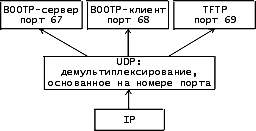 BOOTP-сервер
порт 67
BOOTP-клиент
порт 68
TFTP
порт 69
UDP:
демультиплексирование,
основанное на номере порта
IP